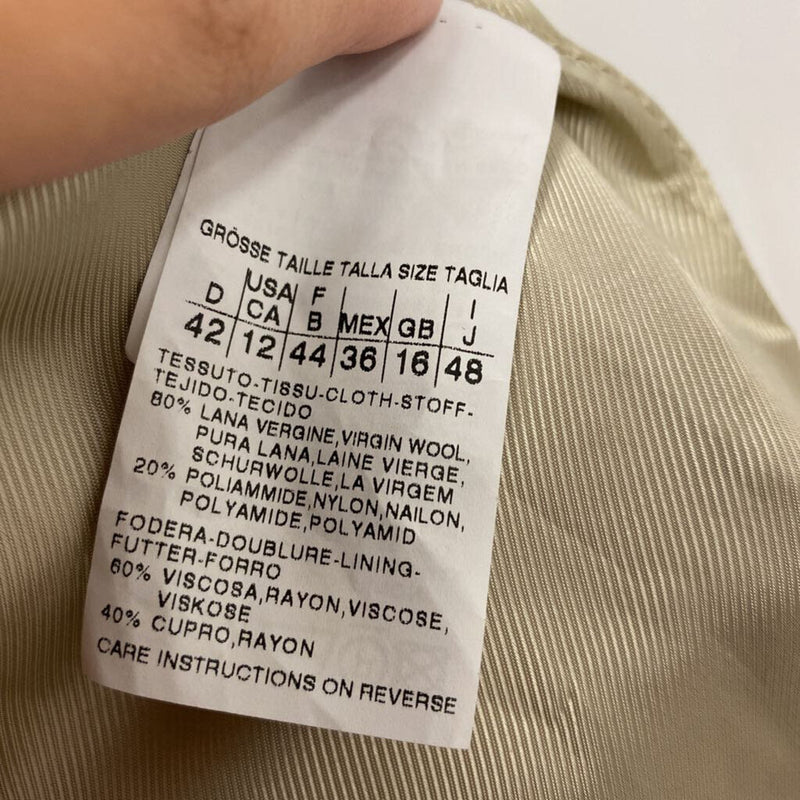 GRÖSSE TAILLE TALLA SIZE TAGLIA
D USA CA F B MEX GB I J
42 12 44 36 16 48
TESSUTO-TISSU-CLOTH-STOFF-
TEJIDO-TECIDO
80% LANA VERGINE,VIRGIN WOOL,
PURA LANA,LAINE VIERGE,
SCHURWOLLE,LA VIRGEM
20% POLIAMMIDE,NYLON,NAILON,
POLYAMIDE,POLYAMID
FODERA-DOUBLURE-LINING-
FUTTER-FORRO
60% VISCOSA,RAYON,VISCOSE,
VISKOSE
40% CUPRO,RAYON
CARE INSTRUCTIONS ON REVERSE